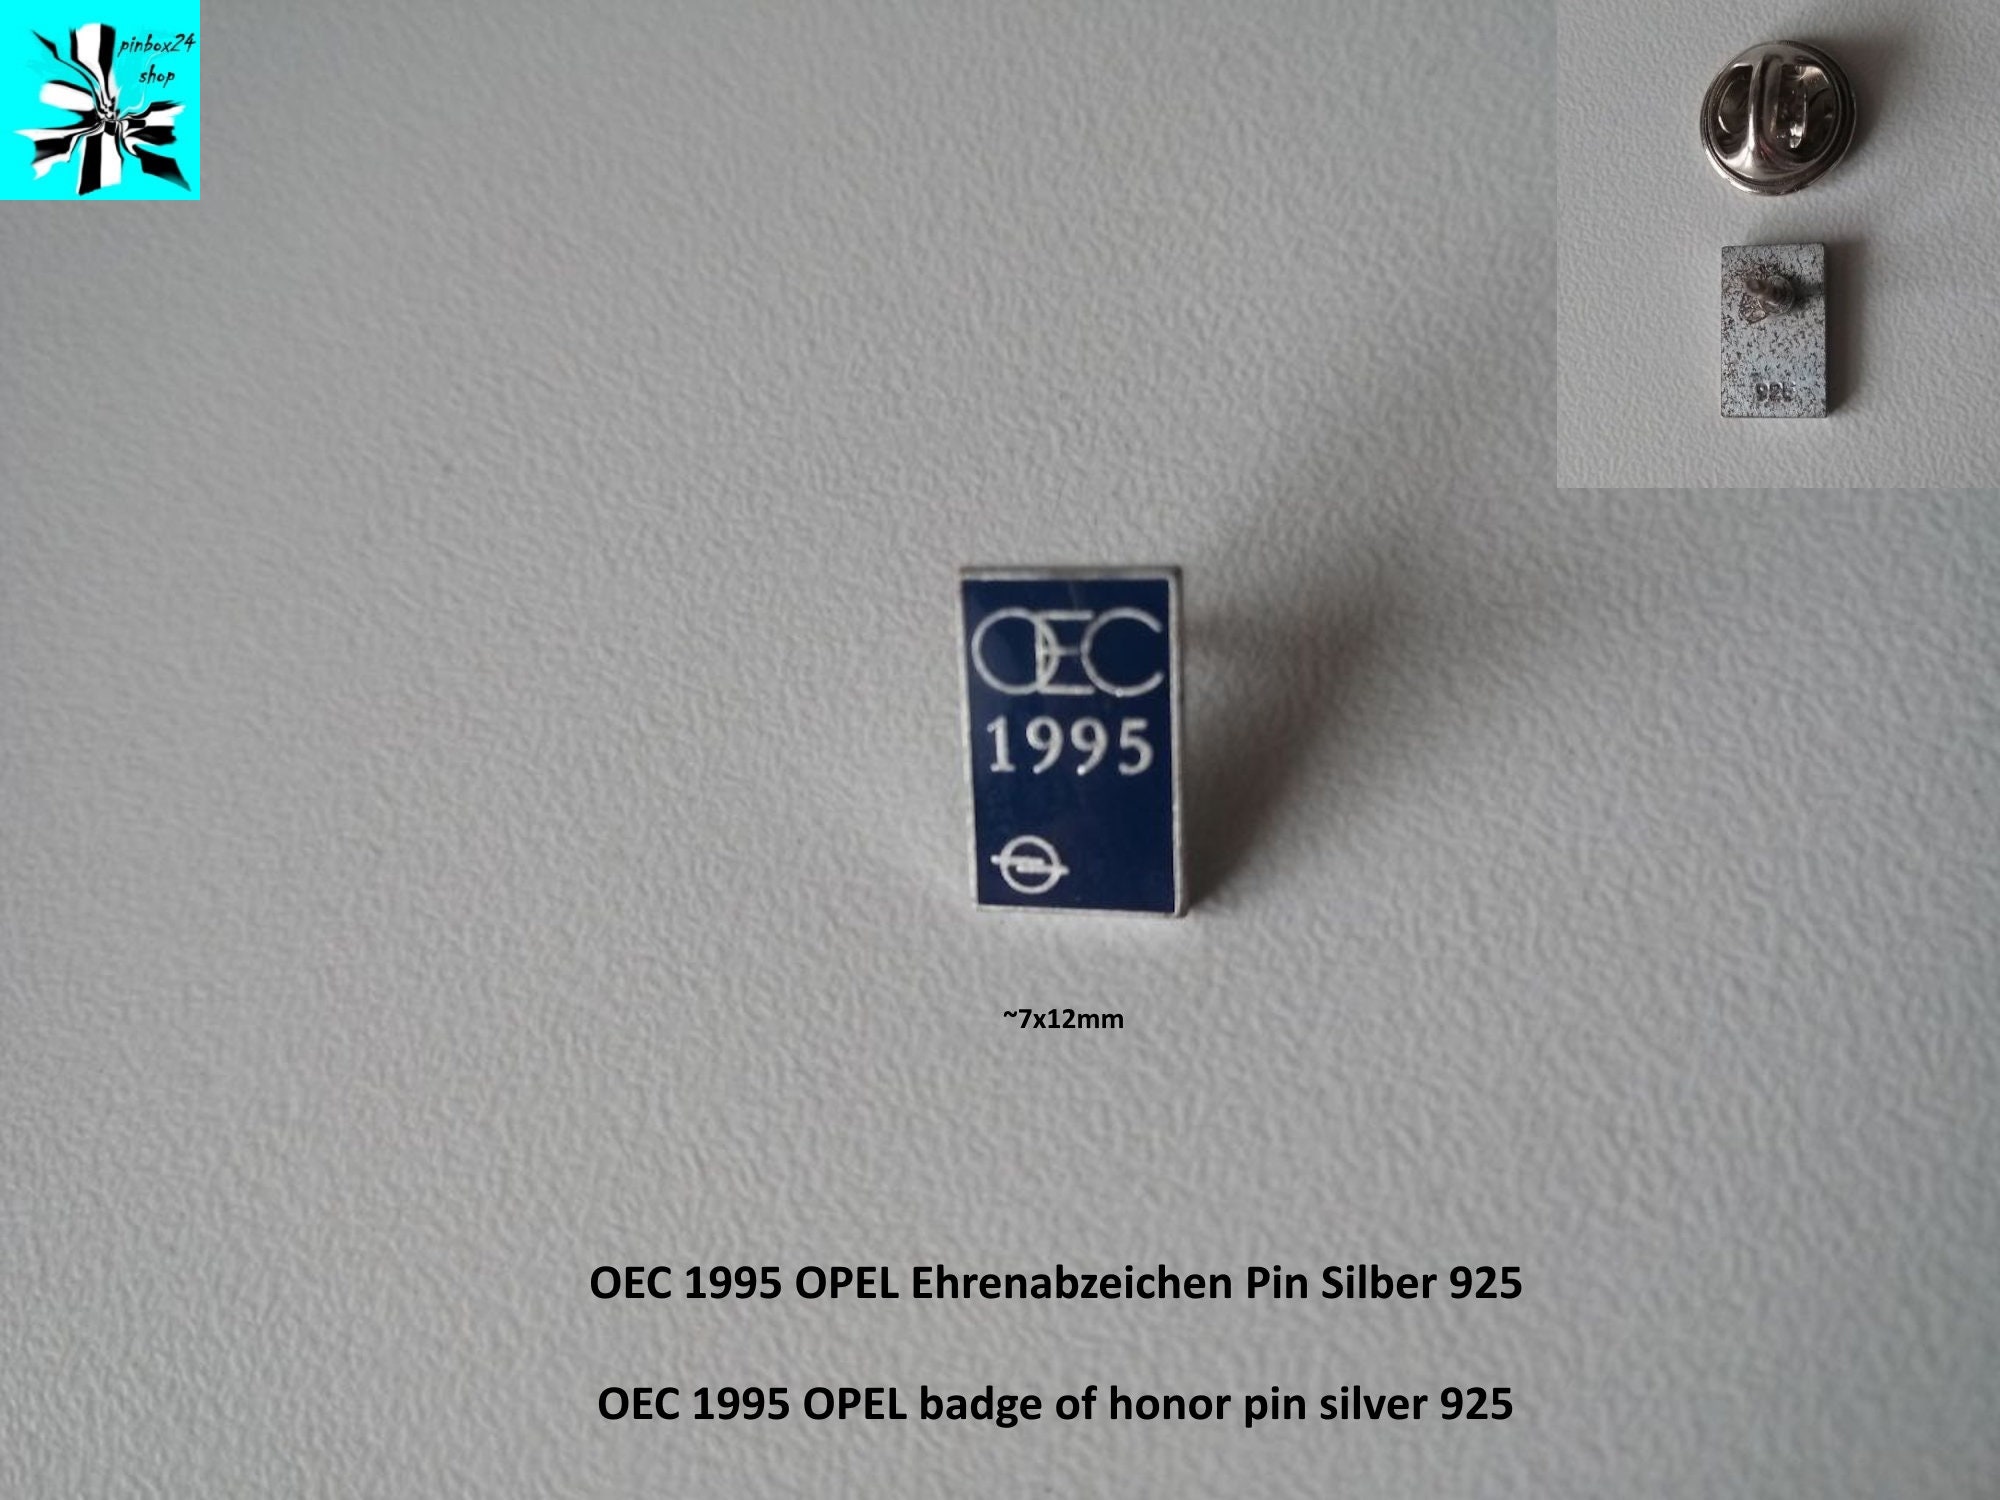 pinbox24
shop
925
OEC
1995
~7x12mm
OEC 1995 OPEL Ehrenabzeichen Pin Silber 925
OEC 1995 OPEL badge of honor pin silver 925